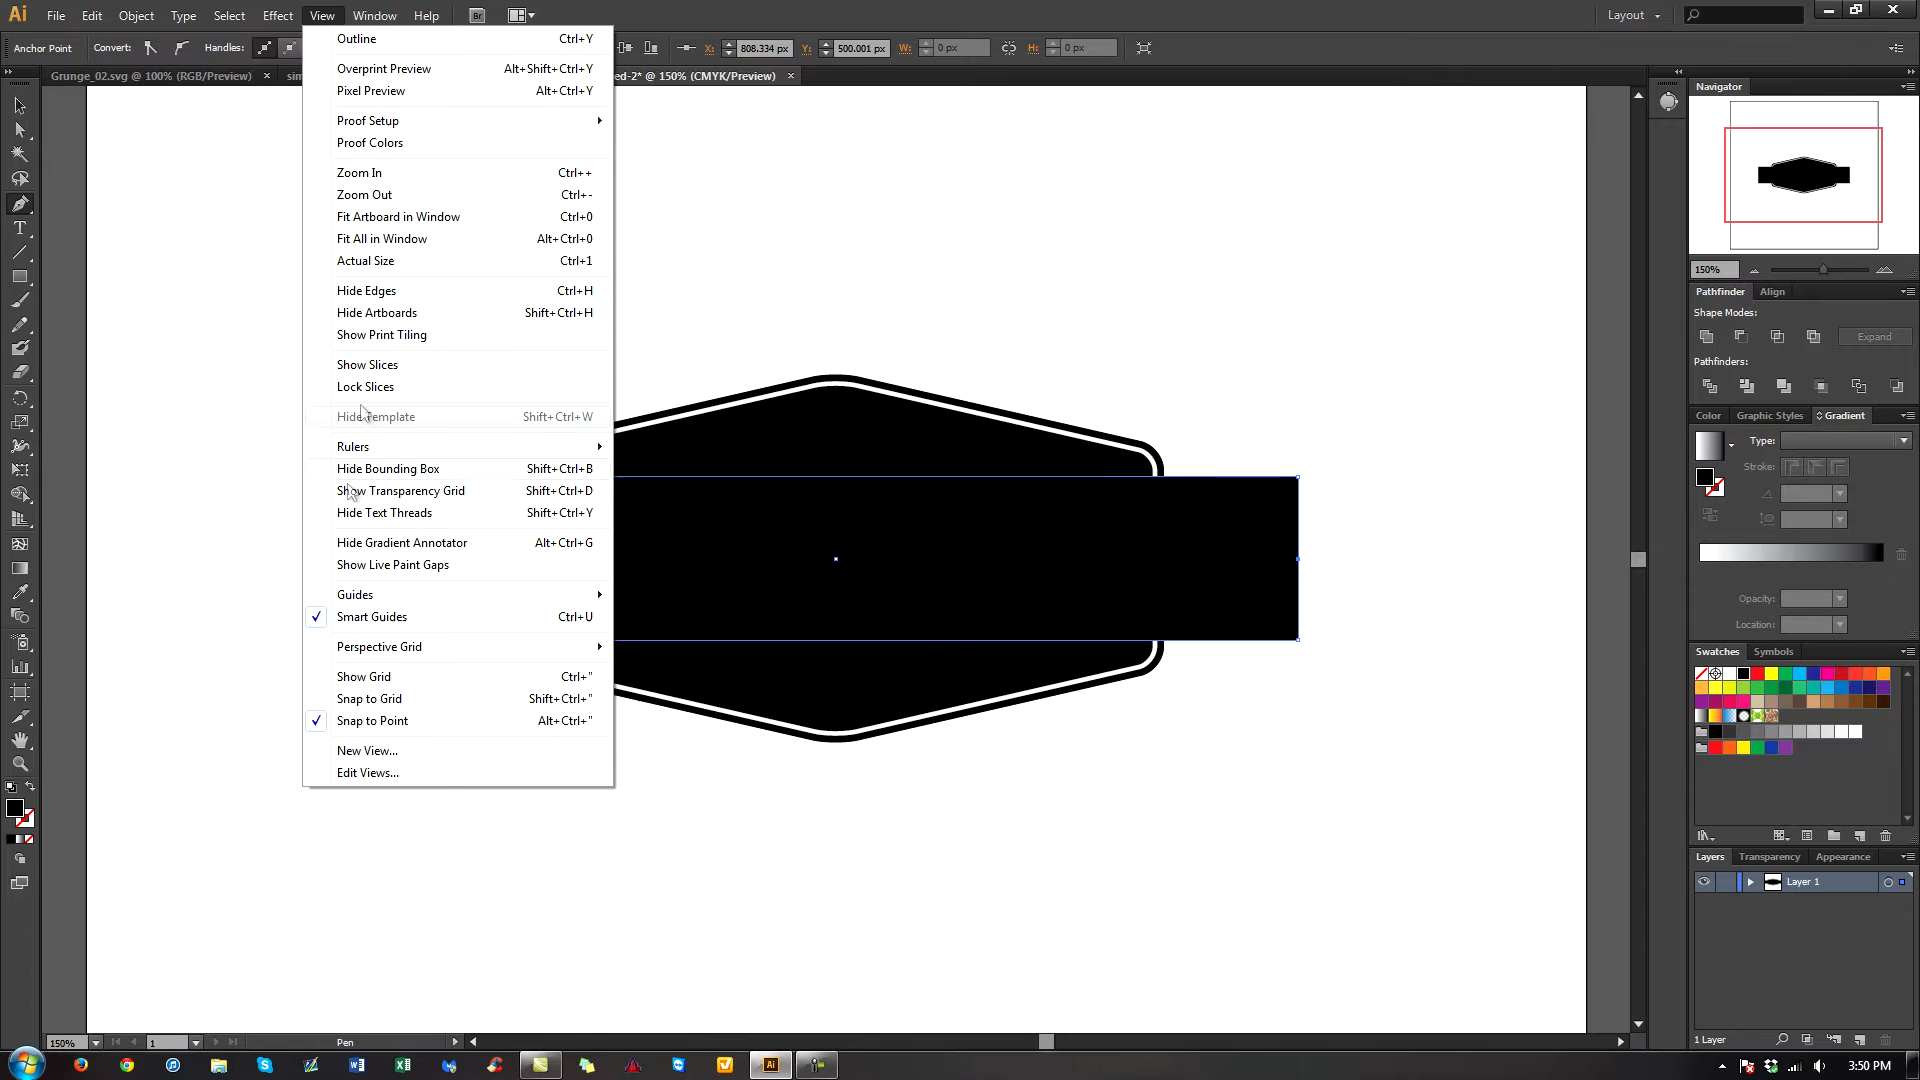 Ai File Edit Object Type Select Effect View Window Help Br Layout
Anchor Point Convert: Handles: X: 808.334 px Y: 500.001 px W: 0 px H: 0 px
Grunge_02.svg @ 100% (RGB/Preview) × sim ed-2* @ 150% (CMYK/Preview) ×
Outline Ctrl+Y
Overprint Preview Alt+Shift+Ctrl+Y
Pixel Preview Alt+Ctrl+Y
Proof Setup
Proof Colors
Zoom In Ctrl++
Zoom Out Ctrl+-
Fit Artboard in Window Ctrl+0
Fit All in Window Alt+Ctrl+0
Actual Size Ctrl+1
Hide Edges Ctrl+H
Hide Artboards Shift+Ctrl+H
Show Print Tiling
Show Slices
Lock Slices
Hide Template Shift+Ctrl+W
Rulers
Hide Bounding Box Shift+Ctrl+B
Show Transparency Grid Shift+Ctrl+D
Hide Text Threads Shift+Ctrl+Y
Hide Gradient Annotator Alt+Ctrl+G
Show Live Paint Gaps
Guides
Smart Guides Ctrl+U
Perspective Grid
Show Grid Ctrl+"
Snap to Grid Shift+Ctrl+"
Snap to Point Alt+Ctrl+"
New View...
Edit Views...
Navigator
150%
Pathfinder Align
Shape Modes:
Expand
Pathfinders:
Color Graphic Styles Gradient
Type:
Stroke:
Opacity:
Location:
Swatches Symbols
Layers Transparency Appearance
Layer 1
1 Layer
150% 1 Pen
Ai 3:50 PM